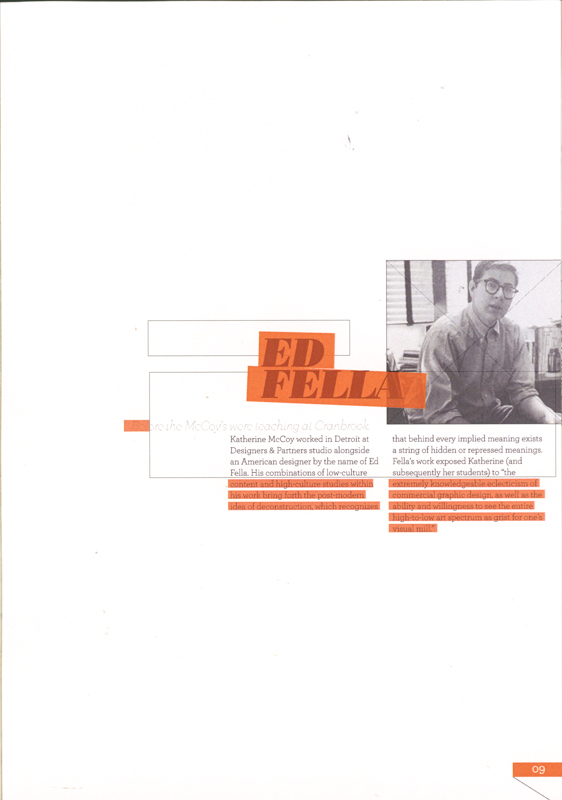 ED
FELLA
Before the McCoy's were teaching at Cranbrook,
Katherine McCoy worked in Detroit at
Designers & Partners studio alongside
an American designer by the name of Ed
Fella. His combinations of low-culture
content and high-culture studies within
his work bring forth the post-modern
idea of deconstruction, which recognizes
that behind every implied meaning exists
a string of hidden or repressed meanings.
Fella's work exposed Katherine (and
subsequently her students) to "the
extremely knowledgeable eclecticism of
commercial graphic design, as well as the
ability and willingness to see the entire
high-to-low art spectrum as grist for one's
visual mill."
09